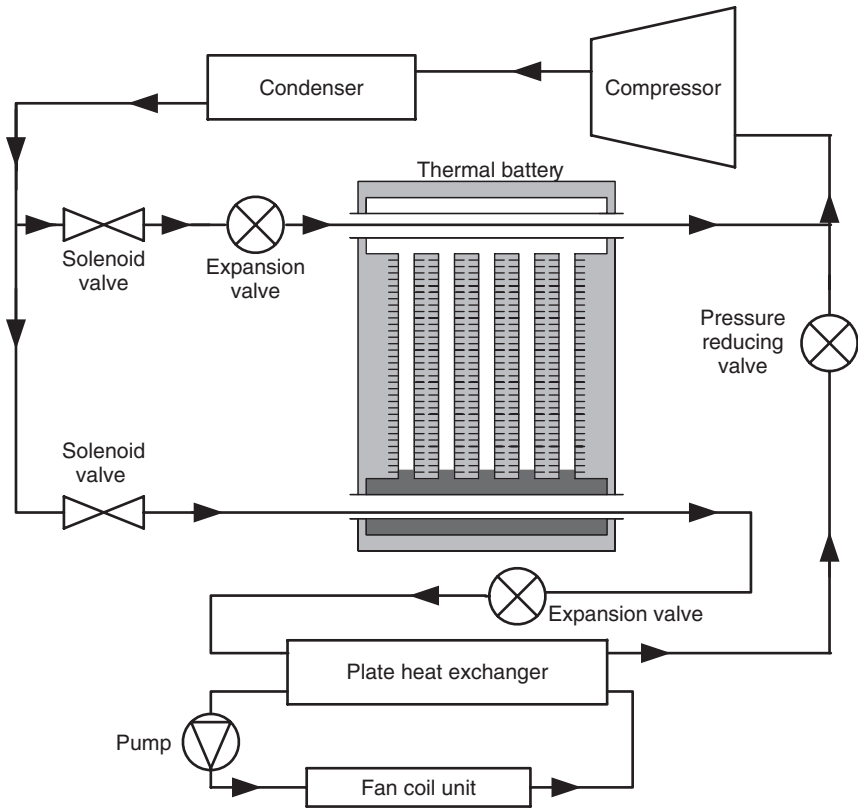 Condenser
Compressor
Thermal battery
Solenoid
valve
Expansion
valve
Pressure
reducing
valve
Solenoid
valve
Expansion valve
Plate heat exchanger
Pump
Fan coil unit